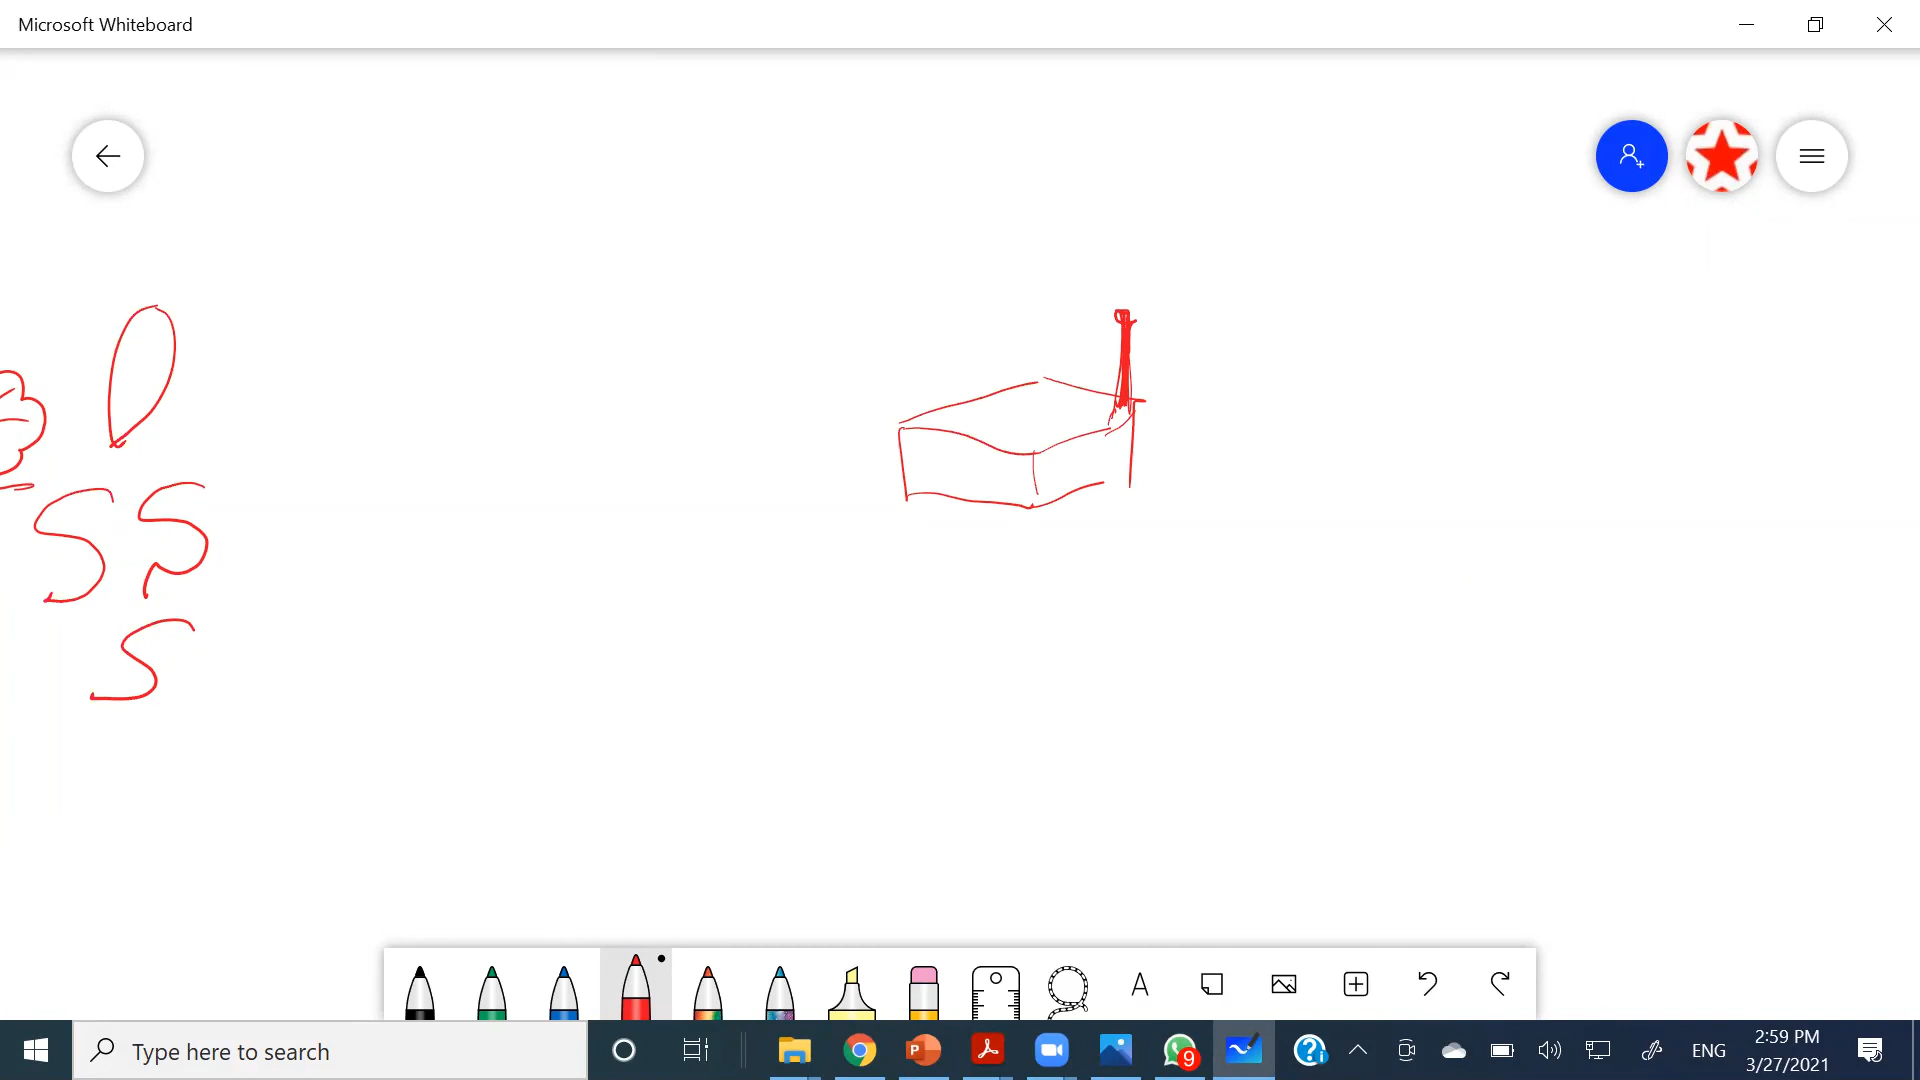 Microsoft Whiteboard
S S
S
A
Type here to search
P
9
ENG
2:59 PM
3/27/2021